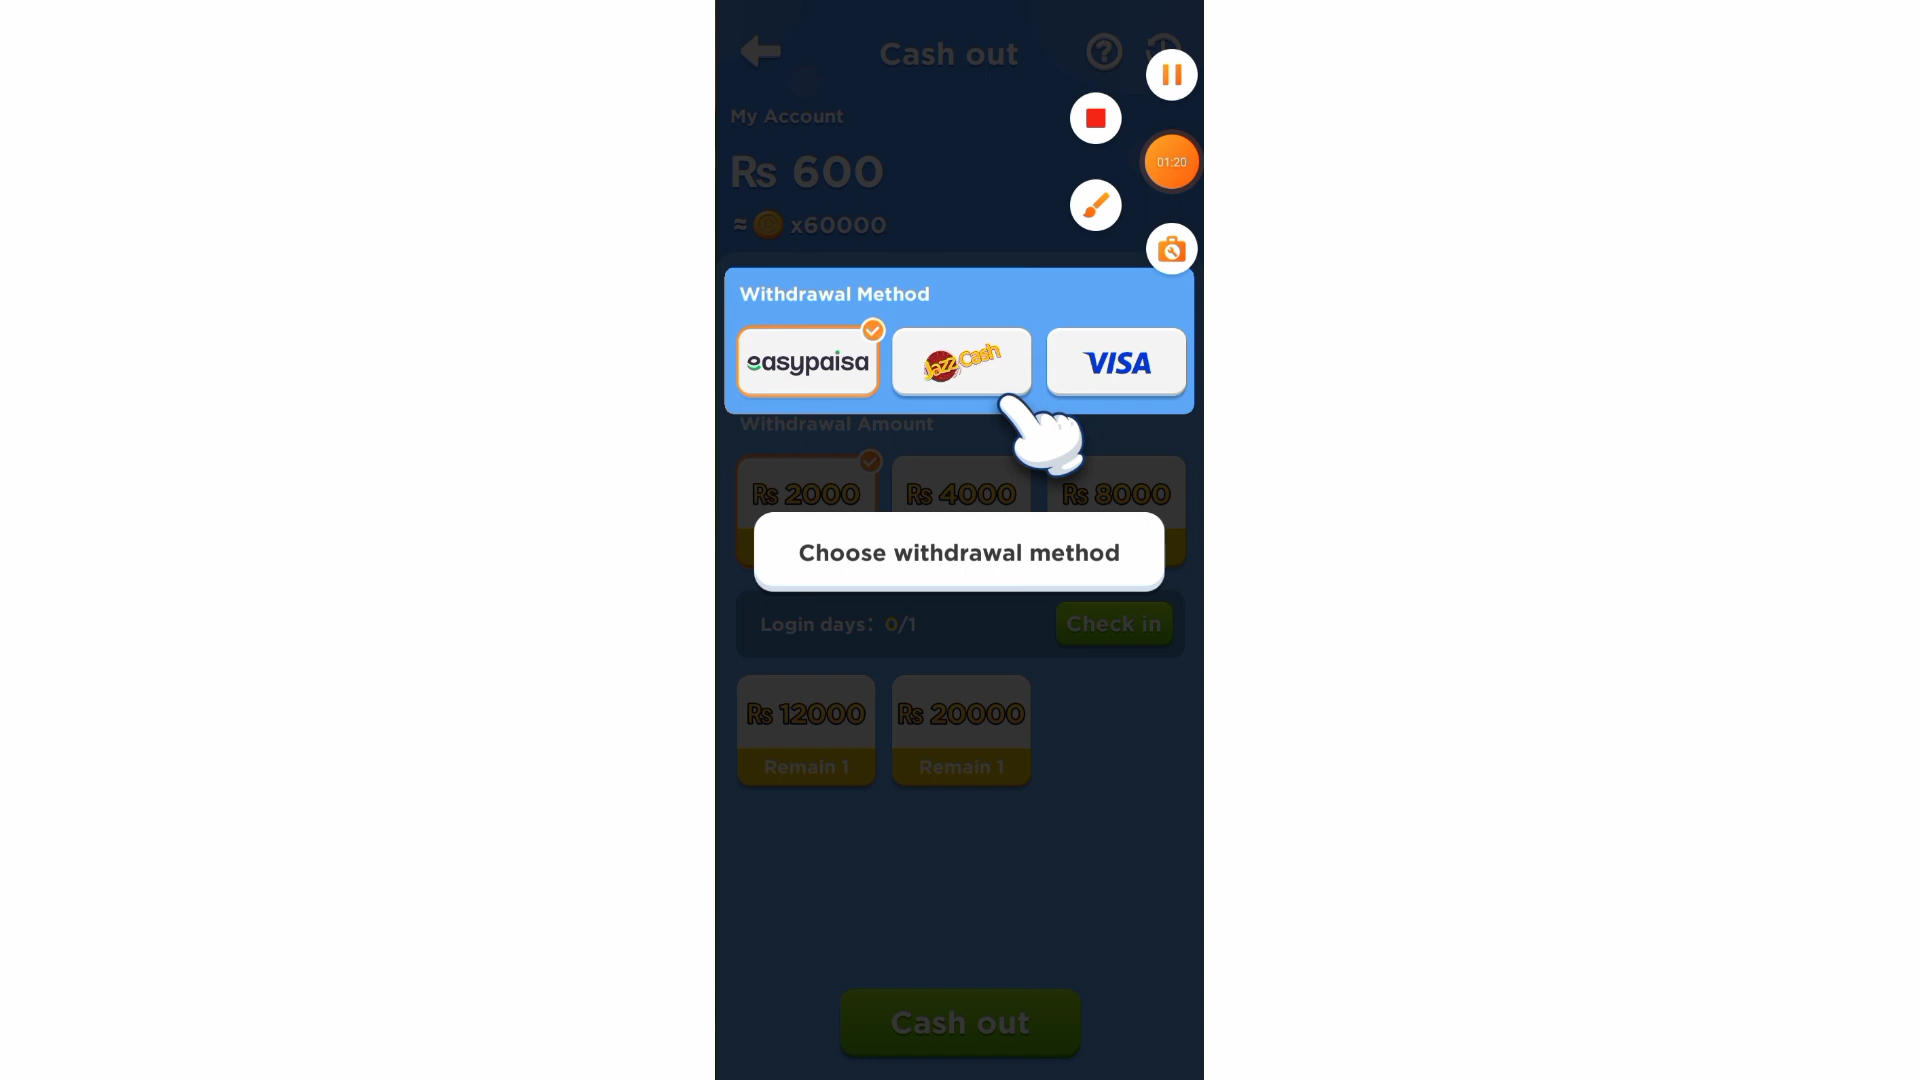 Cash out
My Account
Rs 600
≈ x60000
01:20
Withdrawal Method
easypaisa
JazzCash
VISA
Withdrawal Amount
Rs 2000
Rs 4000
Rs 8000
Choose withdrawal method
Login days: 0/1
Check in
Rs 12000
Rs 20000
Remain 1
Remain 1
Cash out